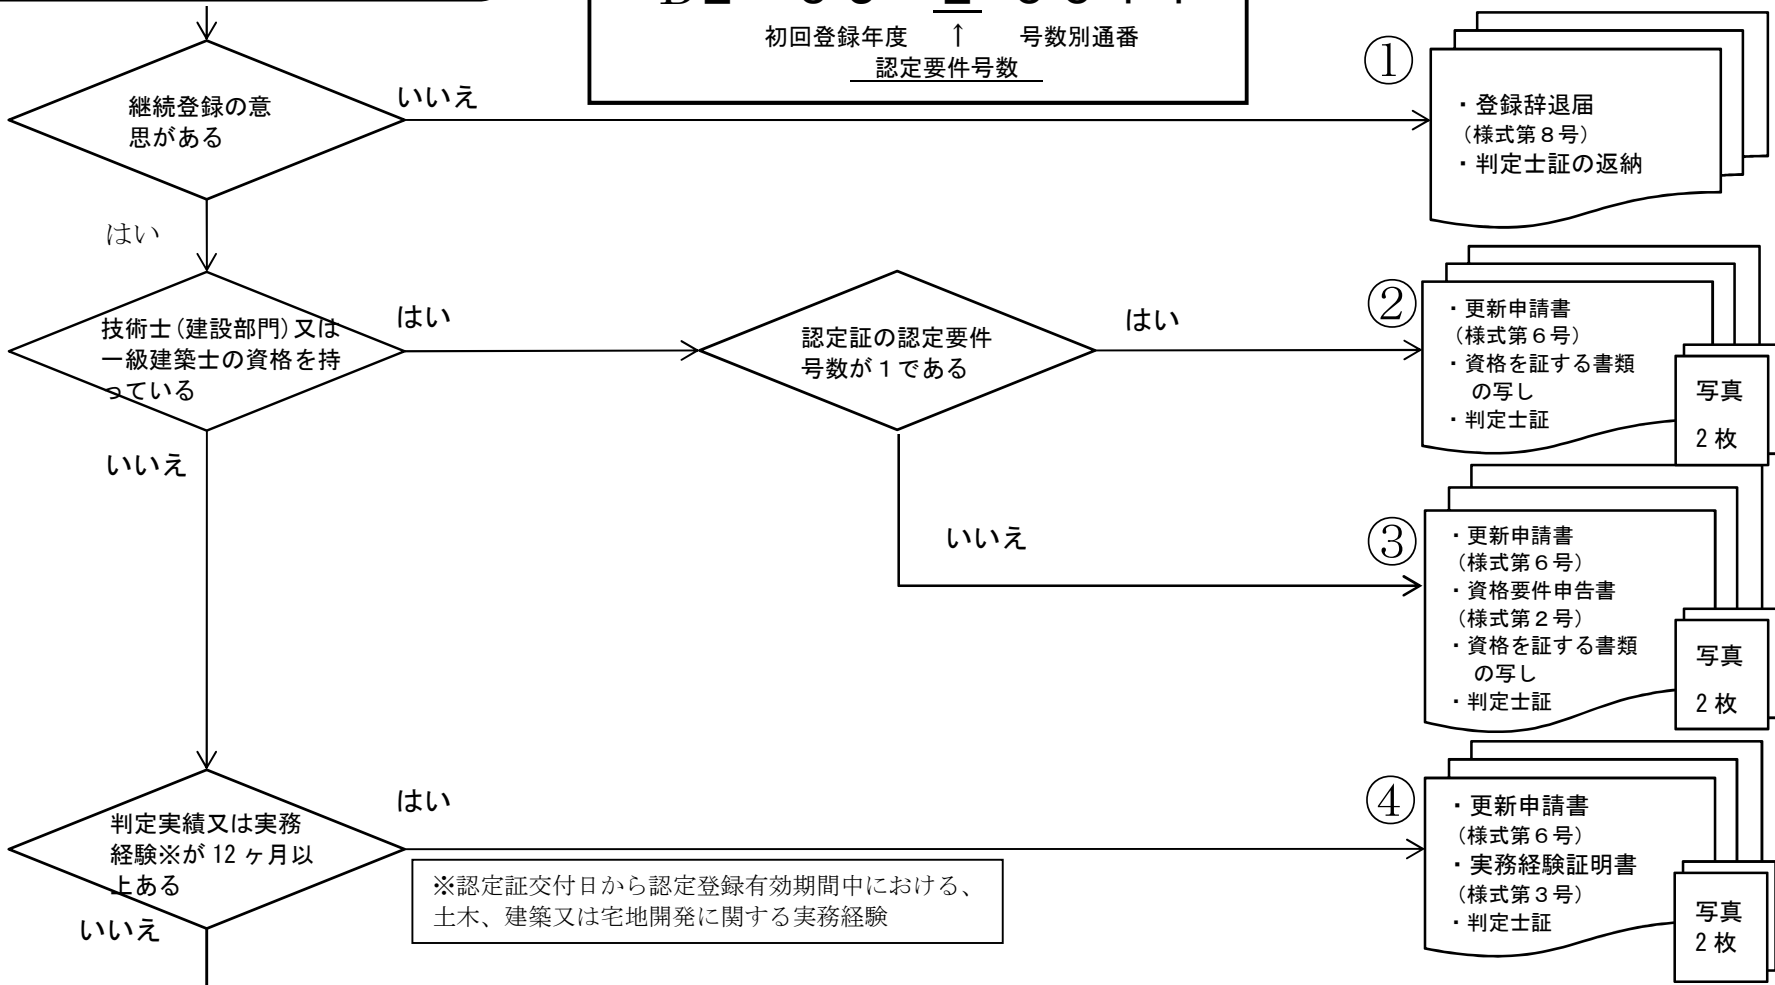 初回登録年度 ↑ 号数別通番
認定要件号数
継続登録の意
思がある
いいえ
はい
①
・登録辞退届
(様式第８号)
・判定士証の返納
技術士(建設部門)又は
一級建築士の資格を持
っている
はい
認定証の認定要件
号数が１である
はい
②
・更新申請書
(様式第６号)
・資格を証する書類
の写し
・判定士証
写真
2 枚
いいえ
いいえ
③
・更新申請書
(様式第６号)
・資格要件申告書
(様式第２号)
・資格を証する書類
の写し
・判定士証
写真
2 枚
判定実績又は実務
経験※が 12 ヶ月以
上ある
はい
いいえ
※認定証交付日から認定登録有効期間中における、
土木、建築又は宅地開発に関する実務経験
④
・更新申請書
(様式第６号)
・実務経験証明書
(様式第３号)
・判定士証
写真
2 枚